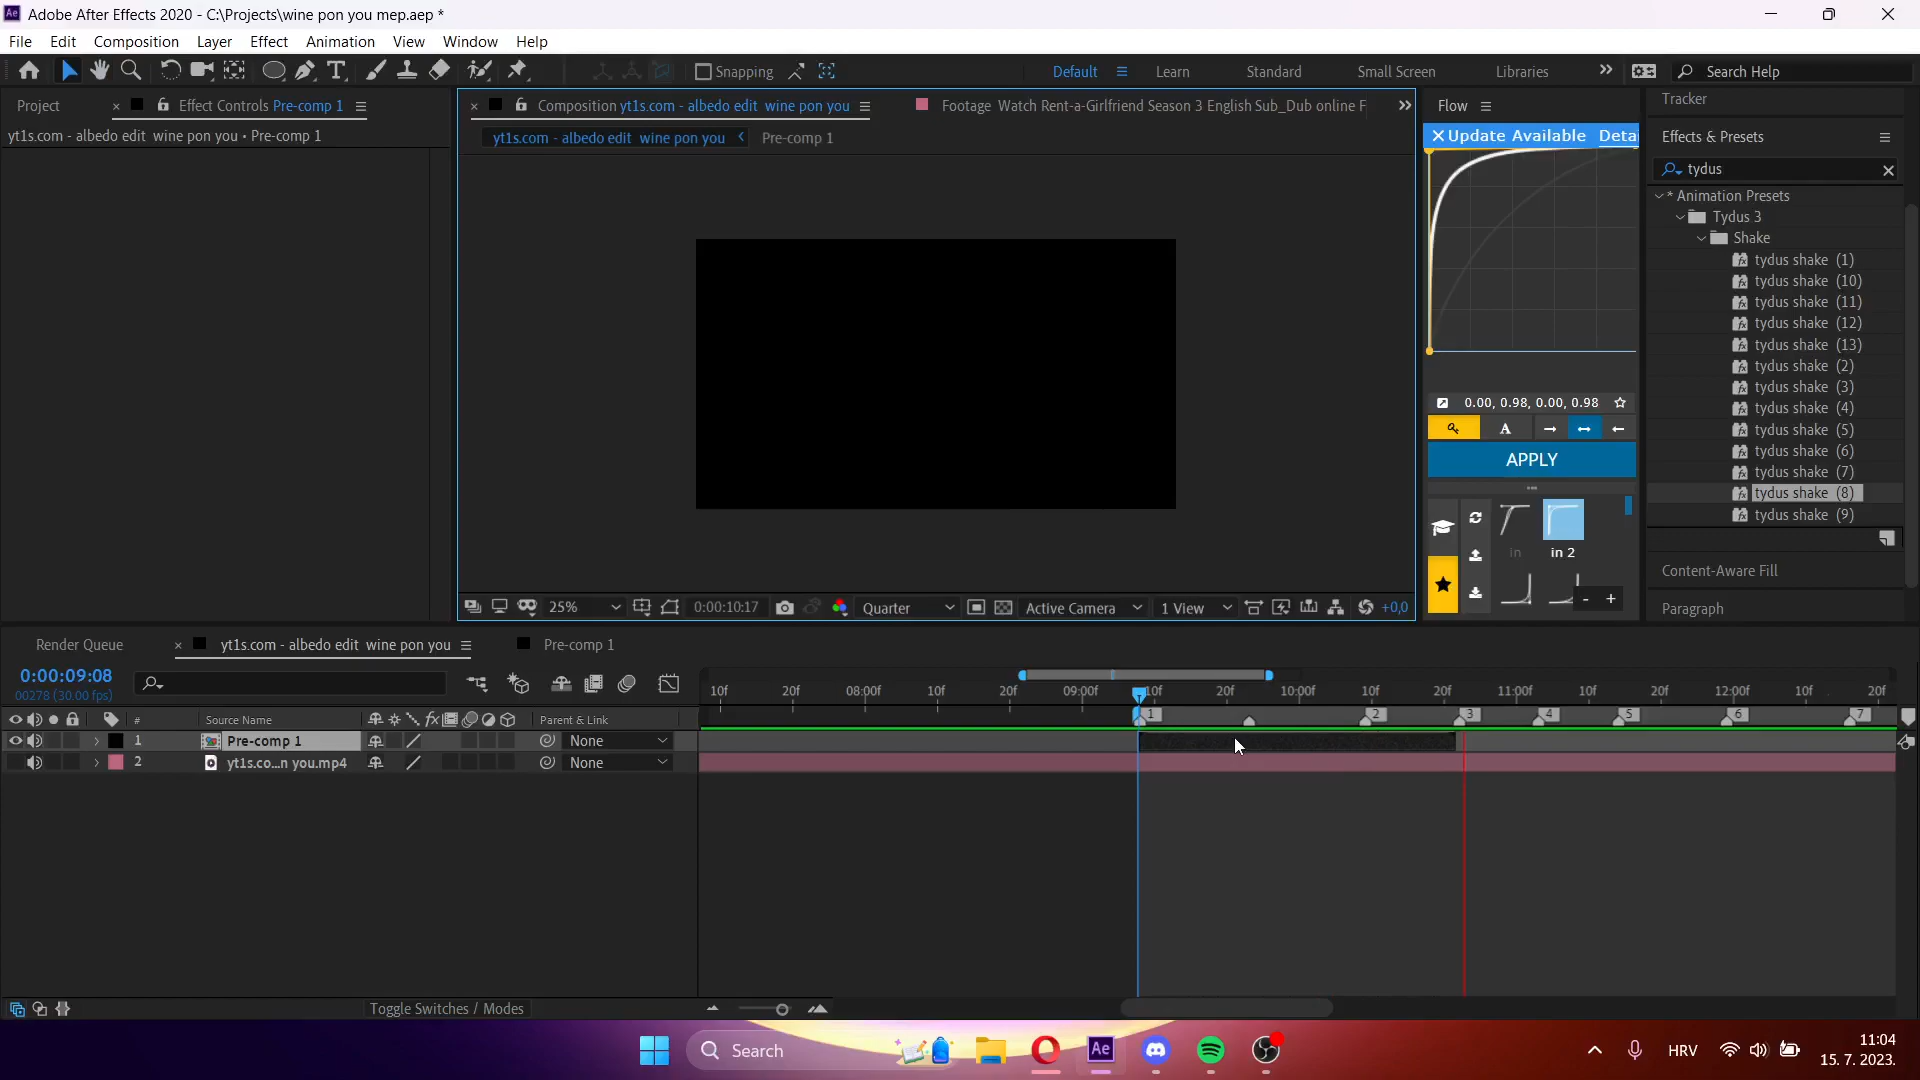 Adobe After Effects 2020 - C:\Projects\wine pon you mep.aep *
File Edit Composition Layer Effect Animation View Window Help
Snapping Default Learn Standard Small Screen Libraries Search Help
Project Effect Controls Pre-comp 1
yt1s.com - albedo edit wine pon you • Pre-comp 1
Composition yt1s.com - albedo edit wine pon you Footage Watch Rent-a-Girlfriend Season 3 English Sub_Dub online F
yt1s.com - albedo edit wine pon you Pre-comp 1
25% 0:00:10:17 Quarter Active Camera 1 View +0,0
Flow
Update Available Detai
0.00, 0.98, 0.00, 0.98
A
APPLY
in in 2
- +
Tracker
Effects & Presets
tydus
* Animation Presets
Tydus 3
Shake
tydus shake (1)
tydus shake (10)
tydus shake (11)
tydus shake (12)
tydus shake (13)
tydus shake (2)
tydus shake (3)
tydus shake (4)
tydus shake (5)
tydus shake (6)
tydus shake (7)
tydus shake (8)
tydus shake (9)
Content-Aware Fill
Paragraph
Render Queue yt1s.com - albedo edit wine pon you Pre-comp 1
0:00:09:08
00278 (30.00 fps)
10f 20f 08:00f 10f 20f 09:00f 10f 20f 10:00f 10f 20f 11:00f 10f 20f 12:00f 10f 20f
1 2 3 4 5 6 7
# Source Name Parent & Link
1 Pre-comp 1 None
2 yt1s.co...n you.mp4 None
Toggle Switches / Modes
Search Ae HRV 11:04
15. 7. 2023.